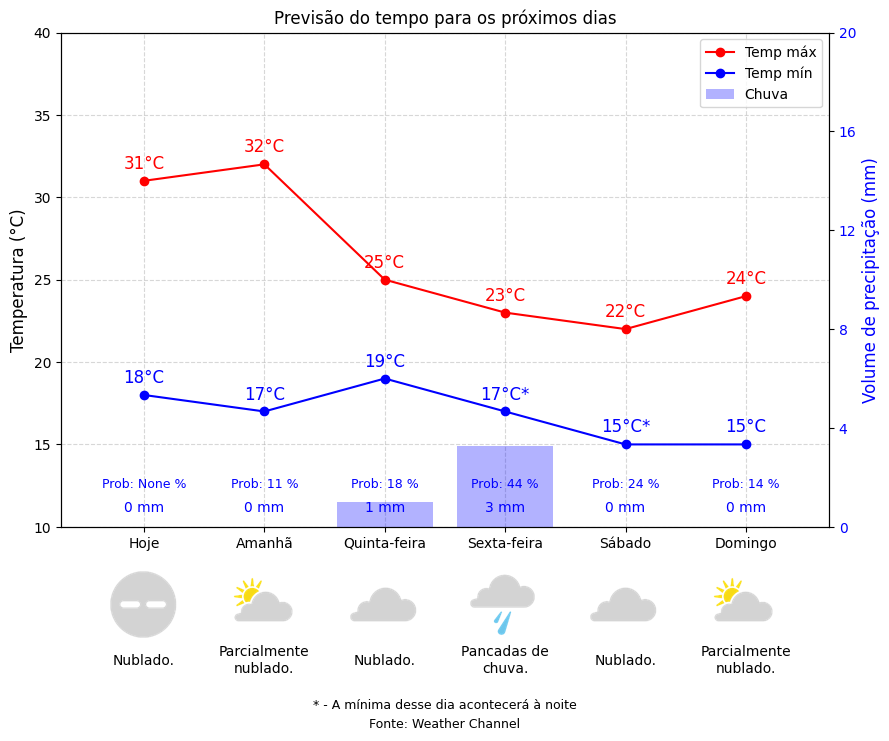 Previsão do tempo para os próximos dias
Temp máx
Temp mín
Chuva
Temperatura (°C)
40
35
30
25
20
15
10
Volume de precipitação (mm)
20
16
12
8
4
0
31°C
32°C
25°C
23°C
22°C
24°C
18°C
17°C
19°C
17°C*
15°C*
15°C
Prob: None %
Prob: 11 %
Prob: 18 %
Prob: 44 %
Prob: 24 %
Prob: 14 %
0 mm
0 mm
1 mm
3 mm
0 mm
0 mm
Hoje
Amanhã
Quinta-feira
Sexta-feira
Sábado
Domingo
Nublado.
Parcialmente
nublado.
Nublado.
Pancadas de
chuva.
Nublado.
Parcialmente
nublado.
* - A mínima desse dia acontecerá à noite
Fonte: Weather Channel